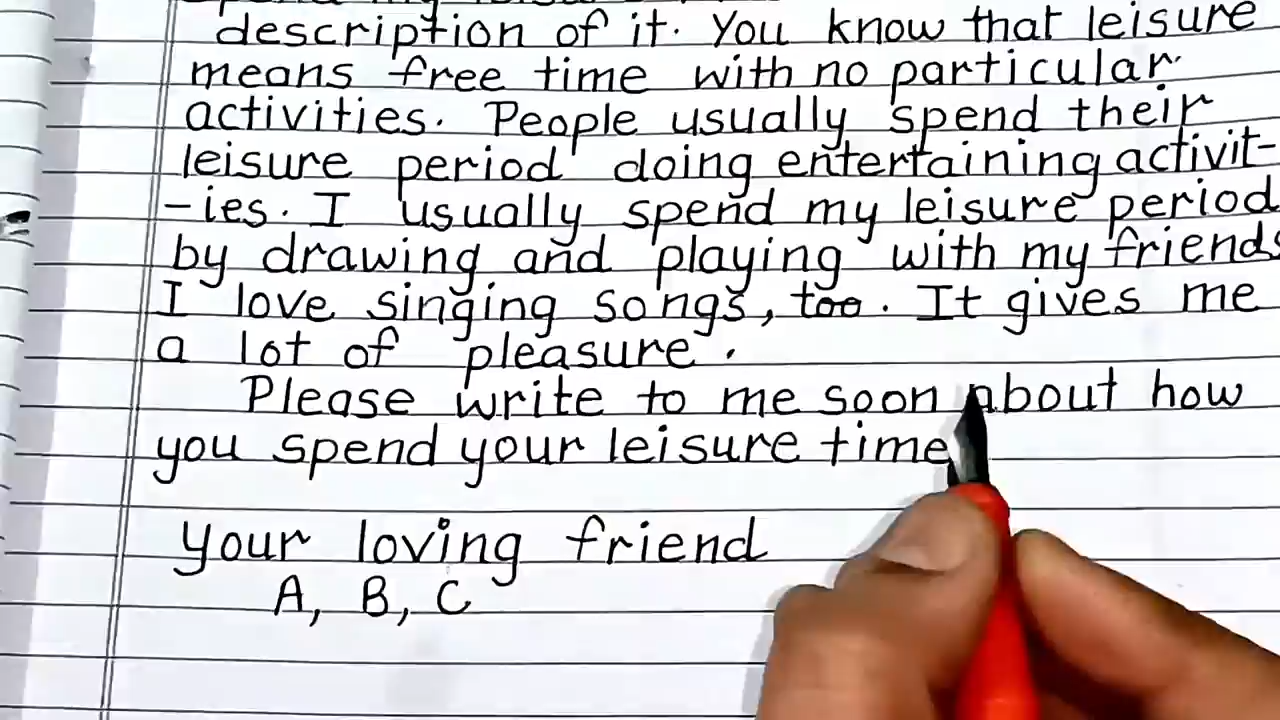 description of it. You know that leisure
means free time with no particular
activities. People usually spend their
leisure period doing entertaining activit-
-ies. I usually spend my leisure period
by drawing and playing with my friends
I love singing songs, too. It gives me
a lot of pleasure.
Please write to me soon about how
you spend your leisure time
Your loving friend
A, B, C